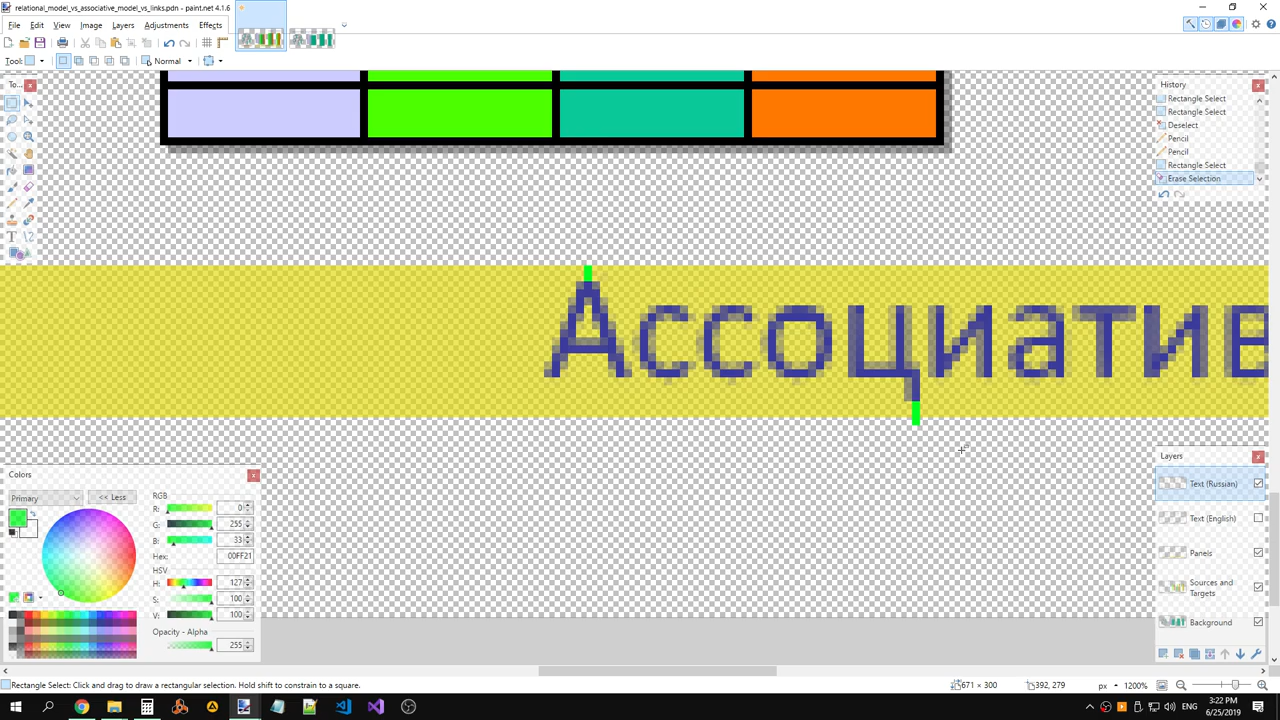 relational_model_vs_associative_model_vs_links.pdn - paint.net 4.1.6
File Edit View Image Layers Adjustments Effects
Tool: Normal
To...
History
Rectangle Select
Rectangle Select
Deselect
Pencil
Pencil
Rectangle Select
Erase Selection
Ассоциатив
Colors
Primary
<< Less
RGB
R: 0
G: 255
B: 33
Hex: 00FF21
HSV
H: 127
S: 100
V: 100
Opacity - Alpha
255
Layers
Text (Russian)
Text (English)
Panels
Sources and
Targets
Background
Rectangle Select: Click and drag to draw a rectangular selection. Hold shift to constrain to a square.
671 × 300
392, 279
px
1200%
ENG
3:22 PM
6/25/2019